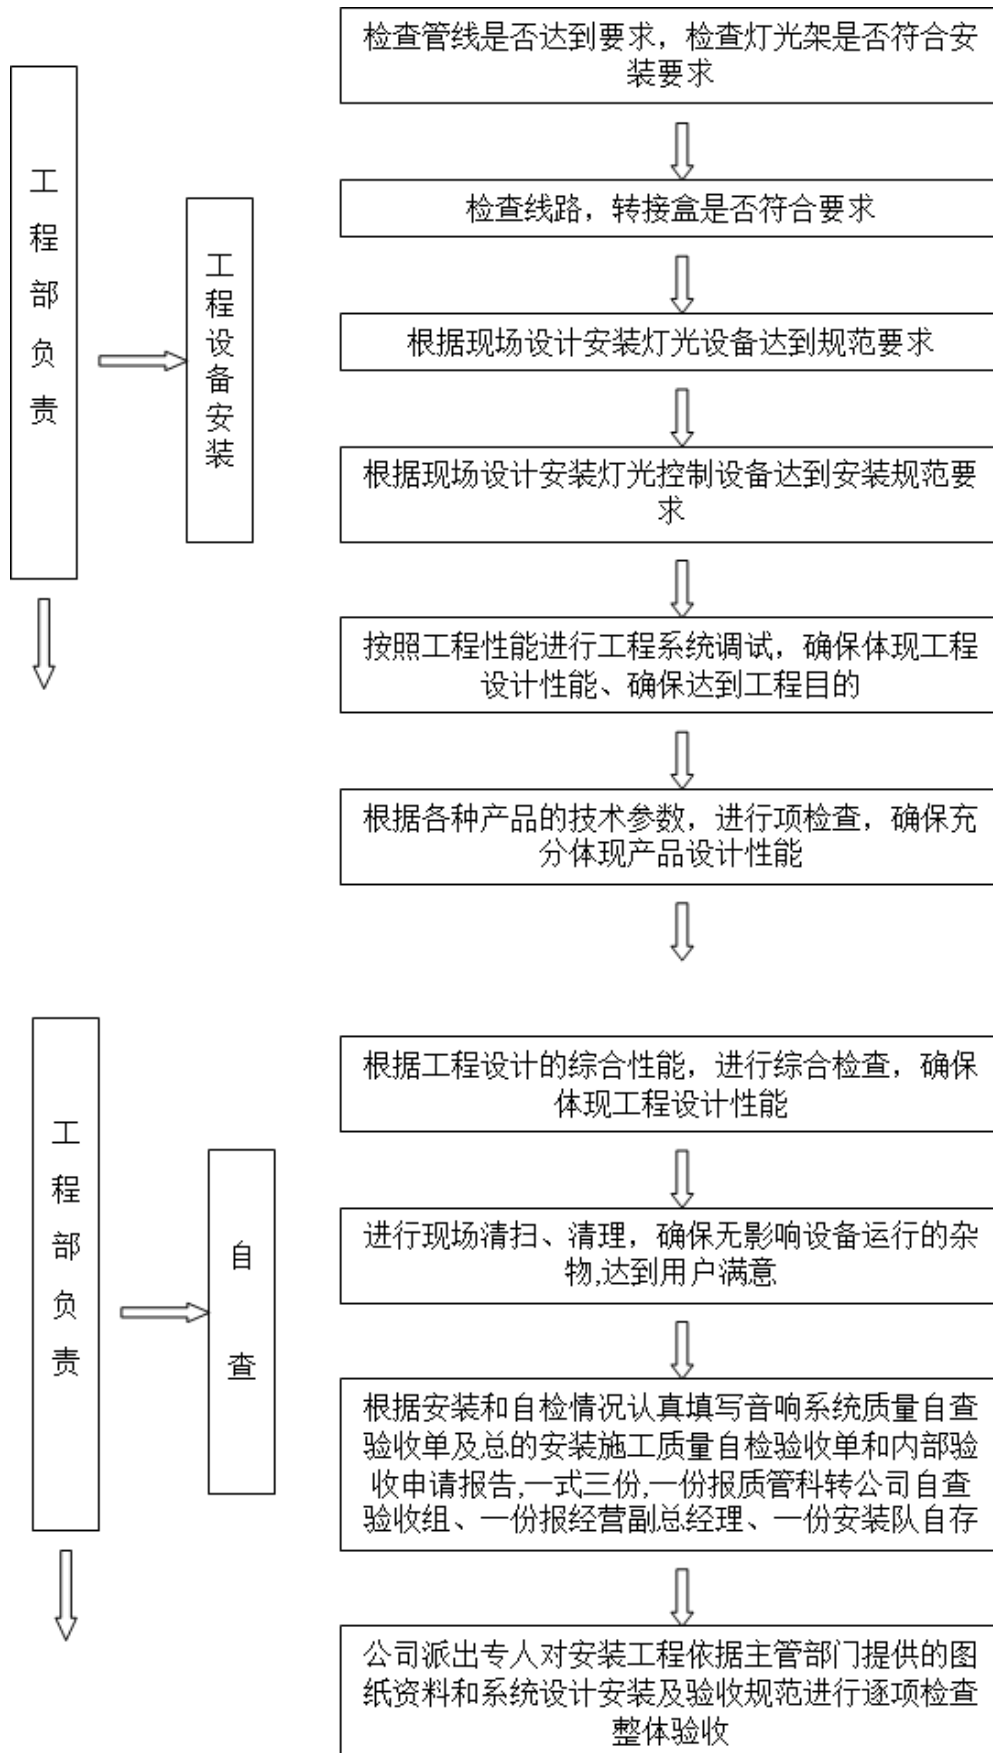 检查管线是否达到要求，检查灯光架是否符合安
装要求
工程部负责
工程设备安装
检查线路，转接盒是否符合要求
根据现场设计安装灯光设备达到规范要求
根据现场设计安装灯光控制设备达到安装规范要
求
按照工程性能进行工程系统调试，确保体现工程
设计性能、确保达到工程目的
根据各种产品的技术参数，进行项检查，确保充
分体现产品设计性能
工程部负责
自查
根据工程设计的综合性能，进行综合检查，确保
体现工程设计性能
进行现场清扫、清理，确保无影响设备运行的杂
物,达到用户满意
根据安装和自检情况认真填写音响系统质量自查
验收单及总的安装施工质量自检验收单和内部验
收申请报告,一式三份,一份报质管科转公司自查
验收组、一份报经营副总经理、一份安装队自存
公司派出专人对安装工程依据主管部门提供的图
纸资料和系统设计安装及验收规范进行逐项检查
整体验收